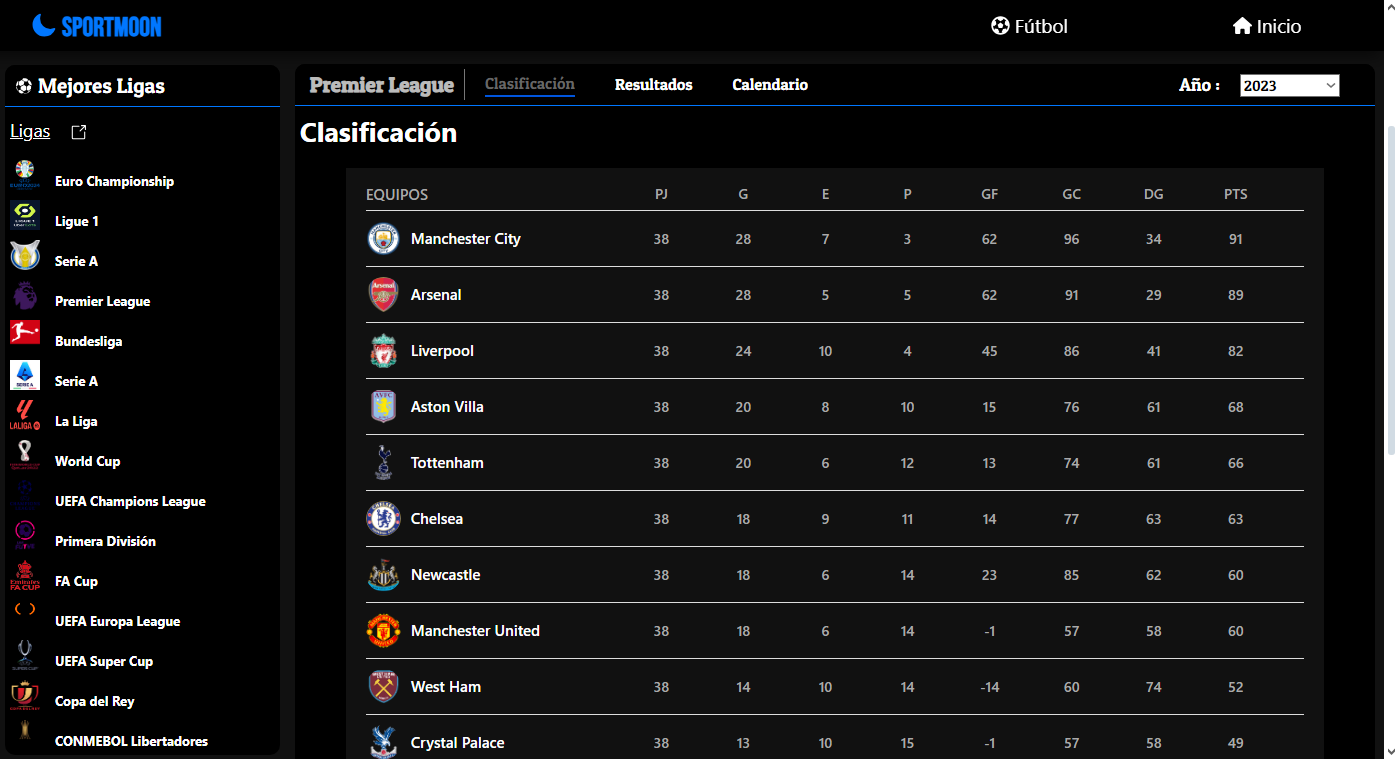 SPORTMOON
Fútbol
Inicio
Mejores Ligas
Ligas
Euro Championship
Ligue 1
Serie A
Premier League
Bundesliga
Serie A
La Liga
World Cup
UEFA Champions League
Primera División
FA Cup
UEFA Europa League
UEFA Super Cup
Copa del Rey
CONMEBOL Libertadores
Premier League Clasificación Resultados Calendario Año : 2023
Clasificación
EQUIPOS PJ G E P GF GC DG PTS
Manchester City 38 28 7 3 62 96 34 91
Arsenal 38 28 5 5 62 91 29 89
Liverpool 38 24 10 4 45 86 41 82
Aston Villa 38 20 8 10 15 76 61 68
Tottenham 38 20 6 12 13 74 61 66
Chelsea 38 18 9 11 14 77 63 63
Newcastle 38 18 6 14 23 85 62 60
Manchester United 38 18 6 14 -1 57 58 60
West Ham 38 14 10 14 -14 60 74 52
Crystal Palace 38 13 10 15 -1 57 58 49